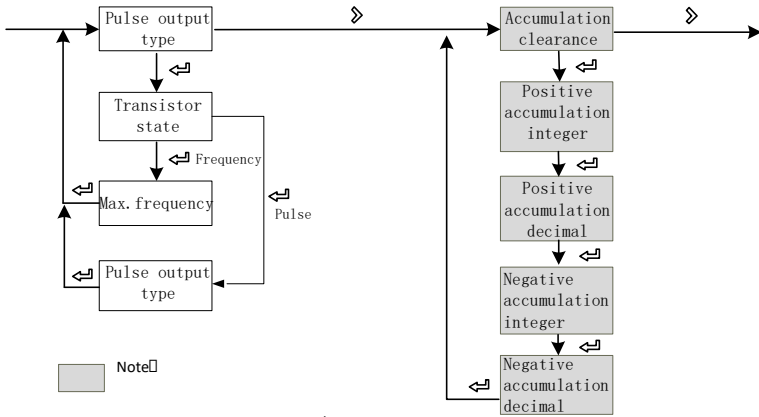 Pulse output
type
Accumulation
clearance
Transistor
state
Frequency
Pulse
Max.frequency
Pulse output
type
Positive
accumulation
integer
Positive
accumulation
decimal
Negative
accumulation
integer
Negative
accumulation
decimal
Note